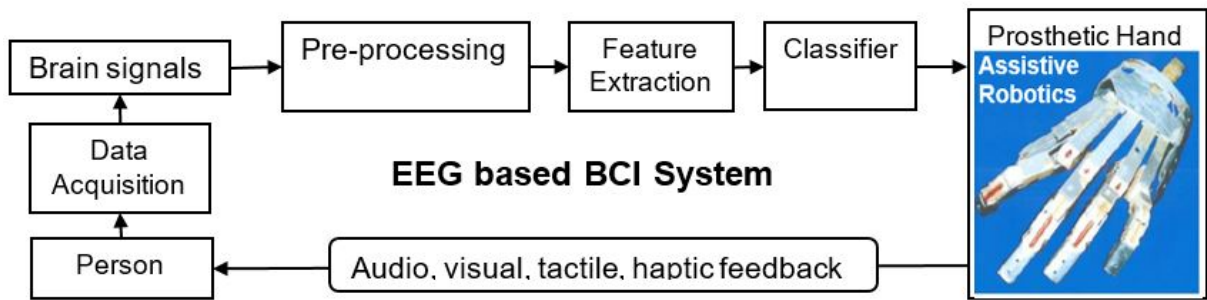 Brain signals
Pre-processing
Feature
Extraction
Classifier
Prosthetic Hand
Assistive
Robotics
Data
Acquisition
EEG based BCI System
Person
Audio, visual, tactile, haptic feedback